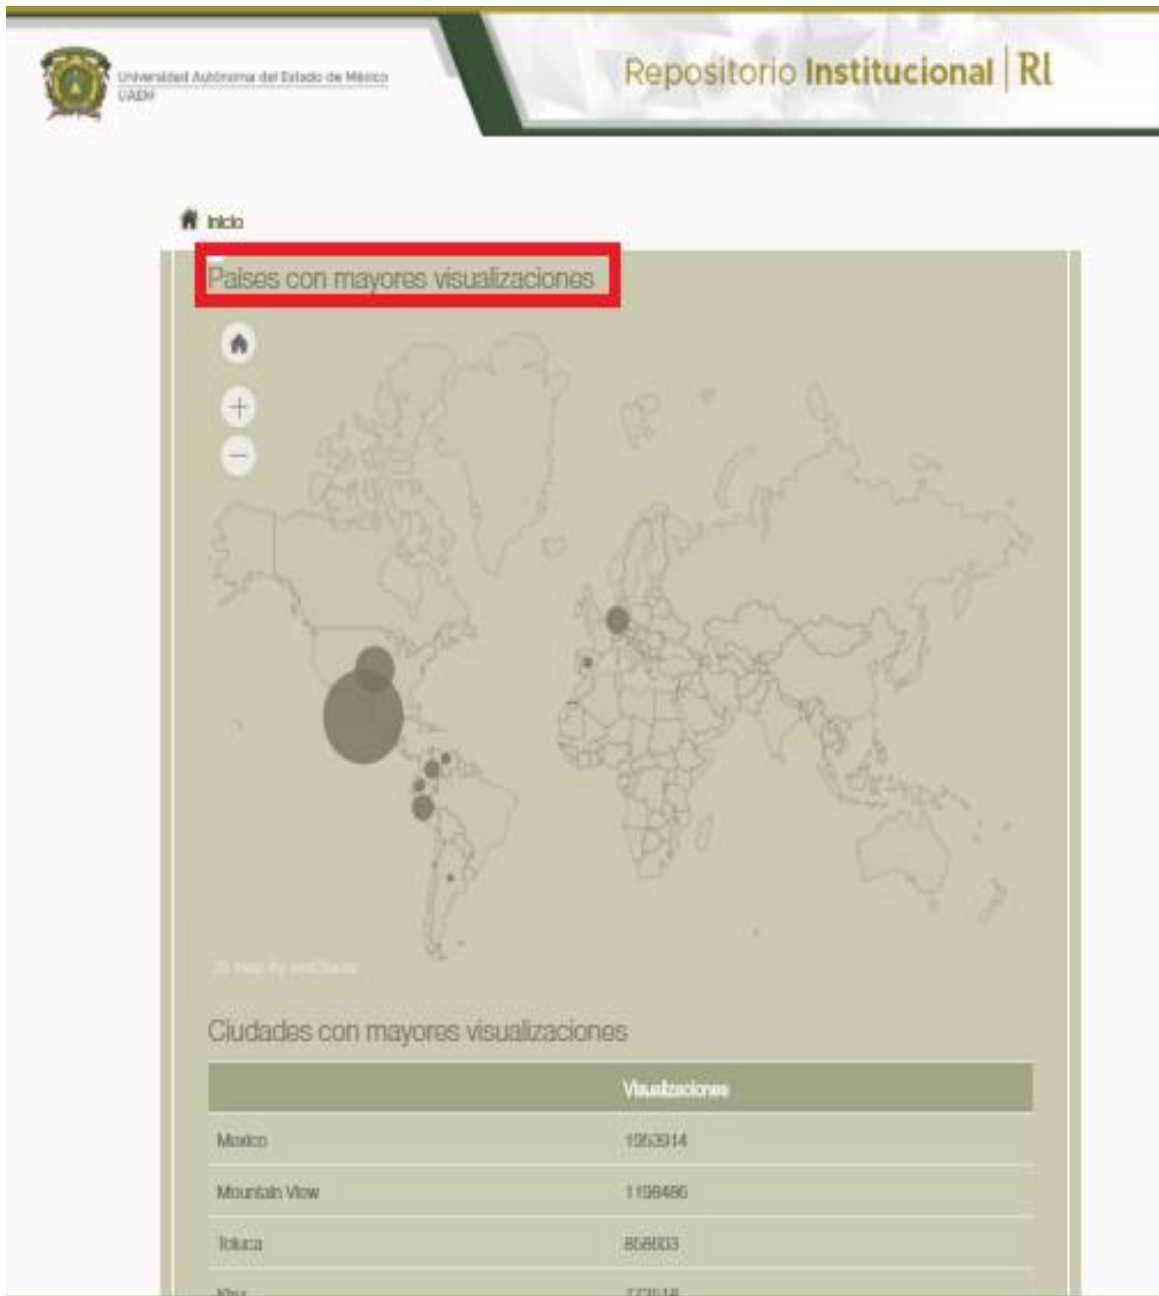 Universidad Autónoma del Estado de México
UAEM
Repositorio Institucional | RI
Inicio
Países con mayores visualizaciones
Ciudades con mayores visualizaciones
Visualizaciones
Mexico 1953914
Mountain View 1198486
Toluca